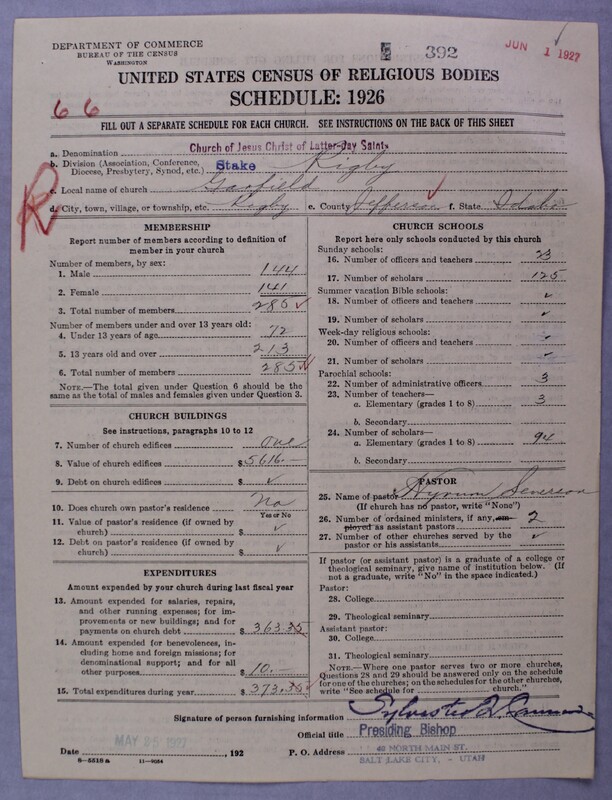 DEPARTMENT OF COMMERCE
BUREAU OF THE CENSUS
WASHINGTON
392
JUN 1 1927
UNITED STATES CENSUS OF RELIGIOUS BODIES
SCHEDULE: 1926
6 6
FILL OUT A SEPARATE SCHEDULE FOR EACH CHURCH. SEE INSTRUCTIONS ON THE BACK OF THIS SHEET
a. Denomination Church of Jesus Christ of Latter-Day Saints
b. Division (Association, Conference, Diocese, Presbytery, Synod, etc.) Stake Rigby
c. Local name of church Garfield
d. City, town, village, or township, etc. Rigby e. County Jefferson f. State Idaho
R
MEMBERSHIP
Report number of members according to definition of
member in your church
Number of members, by sex:
1. Male 144
2. Female 141
3. Total number of members 285 ✓
Number of members under and over 13 years old:
4. Under 13 years of age 72
5. 13 years old and over 213
6. Total number of members 285 ✓
NOTE.—The total given under Question 6 should be
same as the total of males and females given under Question 3.
CHURCH BUILDINGS
See instructions, paragraphs 10 to 12
7. Number of church edifices one
8. Value of church edifices $5616.—
9. Debt on church edifices $ ✓
10. Does church own pastor's residence? No
Yes or No
11. Value of pastor's residence (if owned by
church) $ ✓
12. Debt on pastor's residence (if owned by
church) $ ✓
EXPENDITURES
Amount expended by your church during last fiscal year
13. Amount expended for salaries, repairs,
and other running expenses; for im-
provements or new buildings; and for
payments on church debt $363.35
14. Amount expended for benevolences, in-
cluding home and foreign missions; for
denominational support; and for all
other purposes $10.—
15. Total expenditures during year $373.35
CHURCH SCHOOLS
Report here only schools conducted by this church
Sunday schools:
16. Number of officers and teachers 23
17. Number of scholars 125
Summer vacation Bible schools:
18. Number of officers and teachers ✓
19. Number of scholars ✓
Week-day religious schools:
20. Number of officers and teachers ✓
21. Number of scholars ✓
Parochial schools:
22. Number of administrative officers 3
23. Number of teachers—
a. Elementary (grades 1 to 8) 3
b. Secondary
24. Number of scholars—
a. Elementary (grades 1 to 8) 94
b. Secondary
PASTOR
25. Name of pastor Severson
(If church has no pastor, write "None")
26. Number of ordained ministers, if any, em-
ployed as assistant pastors 2
27. Number of other churches served by the
pastor or his assistants ✓
If pastor (or assistant pastor) is a graduate of a college or
theological seminary, give name of institution below. (If
not a graduate, write "No" in the space indicated.)
Pastor:
28. College
29. Theological seminary
Assistant pastor:
30. College
31. Theological seminary
NOTE.—Where one pastor serves two or more churches,
Questions 28 and 29 should be answered only on the schedule
for one of the churches; on the schedules for the other churches,
write "See schedule for church."
Signature of person furnishing information Sylvester Q. Cannon
Official title Presiding Bishop
Date MAY 25 1927, 192 P. O. Address 40 NORTH MAIN ST.
SALT LAKE CITY, - UTAH
8-5518 a 11-9054